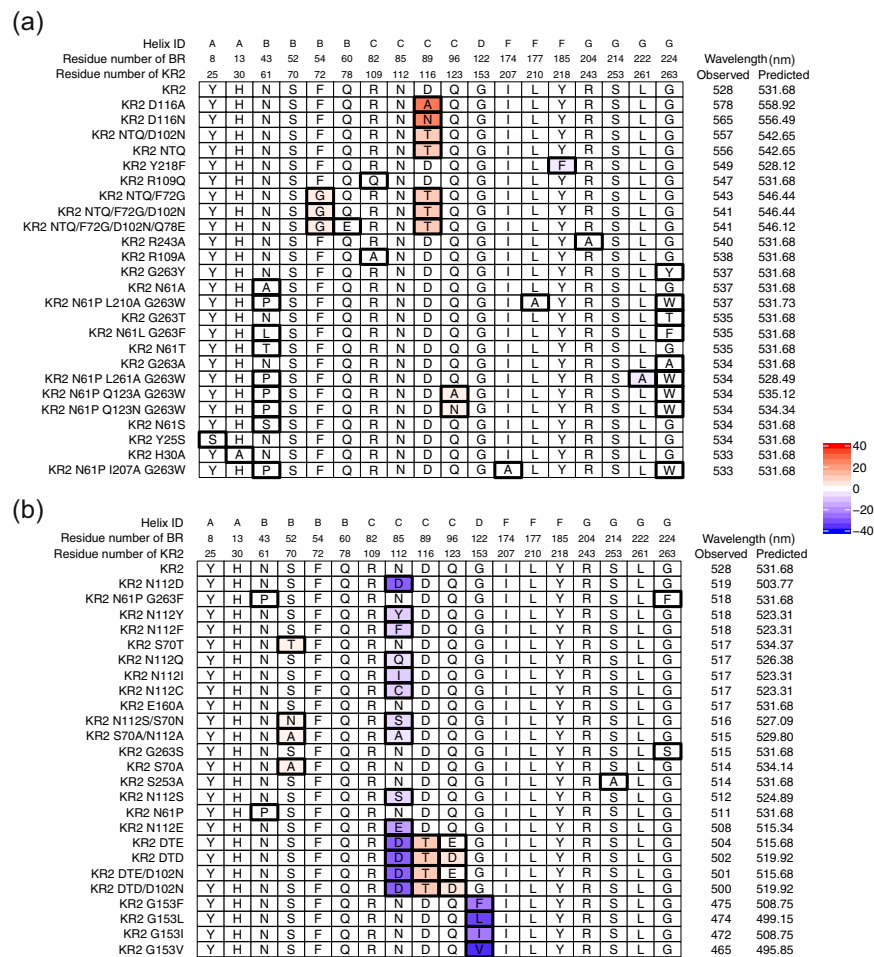 (a)
Helix ID A A B B B B C C C C D F F F G G G G
Residue number of BR 8 13 43 52 54 60 82 85 89 96 122 174 177 185 204 214 222 224 Wavelength (nm)
Residue number of KR2 25 30 61 70 72 78 109 112 116 123 153 207 210 218 243 253 261 263 Observed Predicted
KR2 Y H N S F Q R N D Q G I L Y R S L G 528 531.68
KR2 D116A Y H N S F Q R N A Q G I L Y R S L G 578 558.92
KR2 D116N Y H N S F Q R N N Q G I L Y R S L G 565 556.49
KR2 NTQ/D102N Y H N S F Q R N T Q G I L Y R S L G 557 542.65
KR2 NTQ Y H N S F Q R N T Q G I L Y R S L G 556 542.65
KR2 Y218F Y H N S F Q R N D Q G I L F R S L G 549 528.12
KR2 R109Q Y H N S F Q Q N D Q G I L Y R S L G 547 531.68
KR2 NTQ/F72G Y H N S G Q R N T Q G I L Y R S L G 543 546.44
KR2 NTQ/F72G/D102N Y H N S G Q R N T Q G I L Y R S L G 541 546.44
KR2 NTQ/F72G/D102N/Q78E Y H N S G E R N T Q G I L Y R S L G 541 546.12
KR2 R243A Y H N S F Q R N D Q G I L Y A S L G 540 531.68
KR2 R109A Y H N S F Q A N D Q G I L Y R S L G 538 531.68
KR2 G263Y Y H N S F Q R N D Q G I L Y R S L Y 537 531.68
KR2 N61A Y H A S F Q R N D Q G I L Y R S L G 537 531.68
KR2 N61P L210A G263W Y H P S F Q R N D Q G I A Y R S L W 537 531.73
KR2 G263T Y H N S F Q R N D Q G I L Y R S L T 535 531.68
KR2 N61L G263F Y H L S F Q R N D Q G I L Y R S L F 535 531.68
KR2 N61T Y H T S F Q R N D Q G I L Y R S L G 535 531.68
KR2 G263A Y H N S F Q R N D Q G I L Y R S L A 534 531.68
KR2 N61P L261A G263W Y H P S F Q R N D Q G I L Y R S A W 534 528.49
KR2 N61P Q123A G263W Y H P S F Q R N D A G I L Y R S L W 534 535.12
KR2 N61P Q123N G263W Y H P S F Q R N D N G I L Y R S L W 534 534.34
KR2 N61S Y H S S F Q R N D Q G I L Y R S L G 534 531.68
KR2 Y25S S H N S F Q R N D Q G I L Y R S L G 534 531.68
KR2 H30A Y A N S F Q R N D Q G I L Y R S L G 533 531.68
KR2 N61P I207A G263W Y H P S F Q R N D Q G A L Y R S L W 533 531.68
40
20
0
-20
-40
(b)
Helix ID A A B B B B C C C C D F F F G G G G
Residue number of BR 8 13 43 52 54 60 82 85 89 96 122 174 177 185 204 214 222 224 Wavelength (nm)
Residue number of KR2 25 30 61 70 72 78 109 112 116 123 153 207 210 218 243 253 261 263 Observed Predicted
KR2 Y H N S F Q R N D Q G I L Y R S L G 528 531.68
KR2 N112D Y H N S F Q R D D Q G I L Y R S L G 519 503.77
KR2 N61P G263F Y H P S F Q R N D Q G I L Y R S L F 518 531.68
KR2 N112Y Y H N S F Q R Y D Q G I L Y R S L G 518 523.31
KR2 N112F Y H N S F Q R F D Q G I L Y R S L G 518 523.31
KR2 S70T Y H N T F Q R N D Q G I L Y R S L G 517 534.37
KR2 N112Q Y H N S F Q R Q D Q G I L Y R S L G 517 526.38
KR2 N112I Y H N S F Q R I D Q G I L Y R S L G 517 523.31
KR2 N112C Y H N S F Q R C D Q G I L Y R S L G 517 523.31
KR2 E160A Y H N S F Q R N D Q G I L Y R S L G 517 531.68
KR2 N112S/S70N Y H N N F Q R S D Q G I L Y R S L G 516 527.09
KR2 S70A/N112A Y H N A F Q R A D Q G I L Y R S L G 515 529.80
KR2 G263S Y H N S F Q R N D Q G I L Y R S L S 515 531.68
KR2 S70A Y H N A F Q R N D Q G I L Y R S L G 514 534.14
KR2 S253A Y H N S F Q R N D Q G I L Y R A L G 514 531.68
KR2 N112S Y H N S F Q R S D Q G I L Y R S L G 512 524.89
KR2 N61P Y H P S F Q R N D Q G I L Y R S L G 511 531.68
KR2 N112E Y H N S F Q R E D Q G I L Y R S L G 508 515.34
KR2 DTE Y H N S F Q R D T E G I L Y R S L G 504 515.68
KR2 DTD Y H N S F Q R D T D G I L Y R S L G 502 519.92
KR2 DTE/D102N Y H N S F Q R D T E G I L Y R S L G 501 515.68
KR2 DTD/D102N Y H N S F Q R D T D G I L Y R S L G 500 519.92
KR2 G153F Y H N S F Q R N D Q F I L Y R S L G 475 508.75
KR2 G153L Y H N S F Q R N D Q L I L Y R S L G 474 499.15
KR2 G153I Y H N S F Q R N D Q I I L Y R S L G 472 508.75
KR2 G153V Y H N S F Q R N D Q V I L Y R S L G 465 495.85